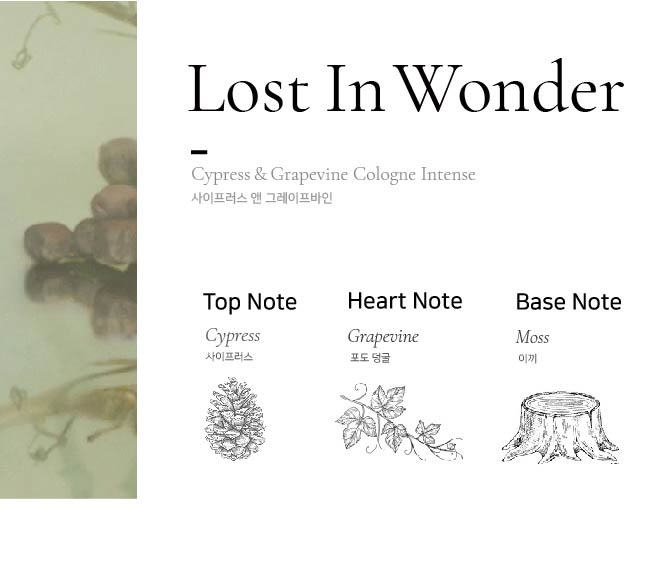 Lost In Wonder
Cypress & Grapevine Cologne Intense
사이프러스 앤 그레이프바인
Top Note
Cypress
사이프러스
Heart Note
Grapevine
포도 덩굴
Base Note
Moss
이끼